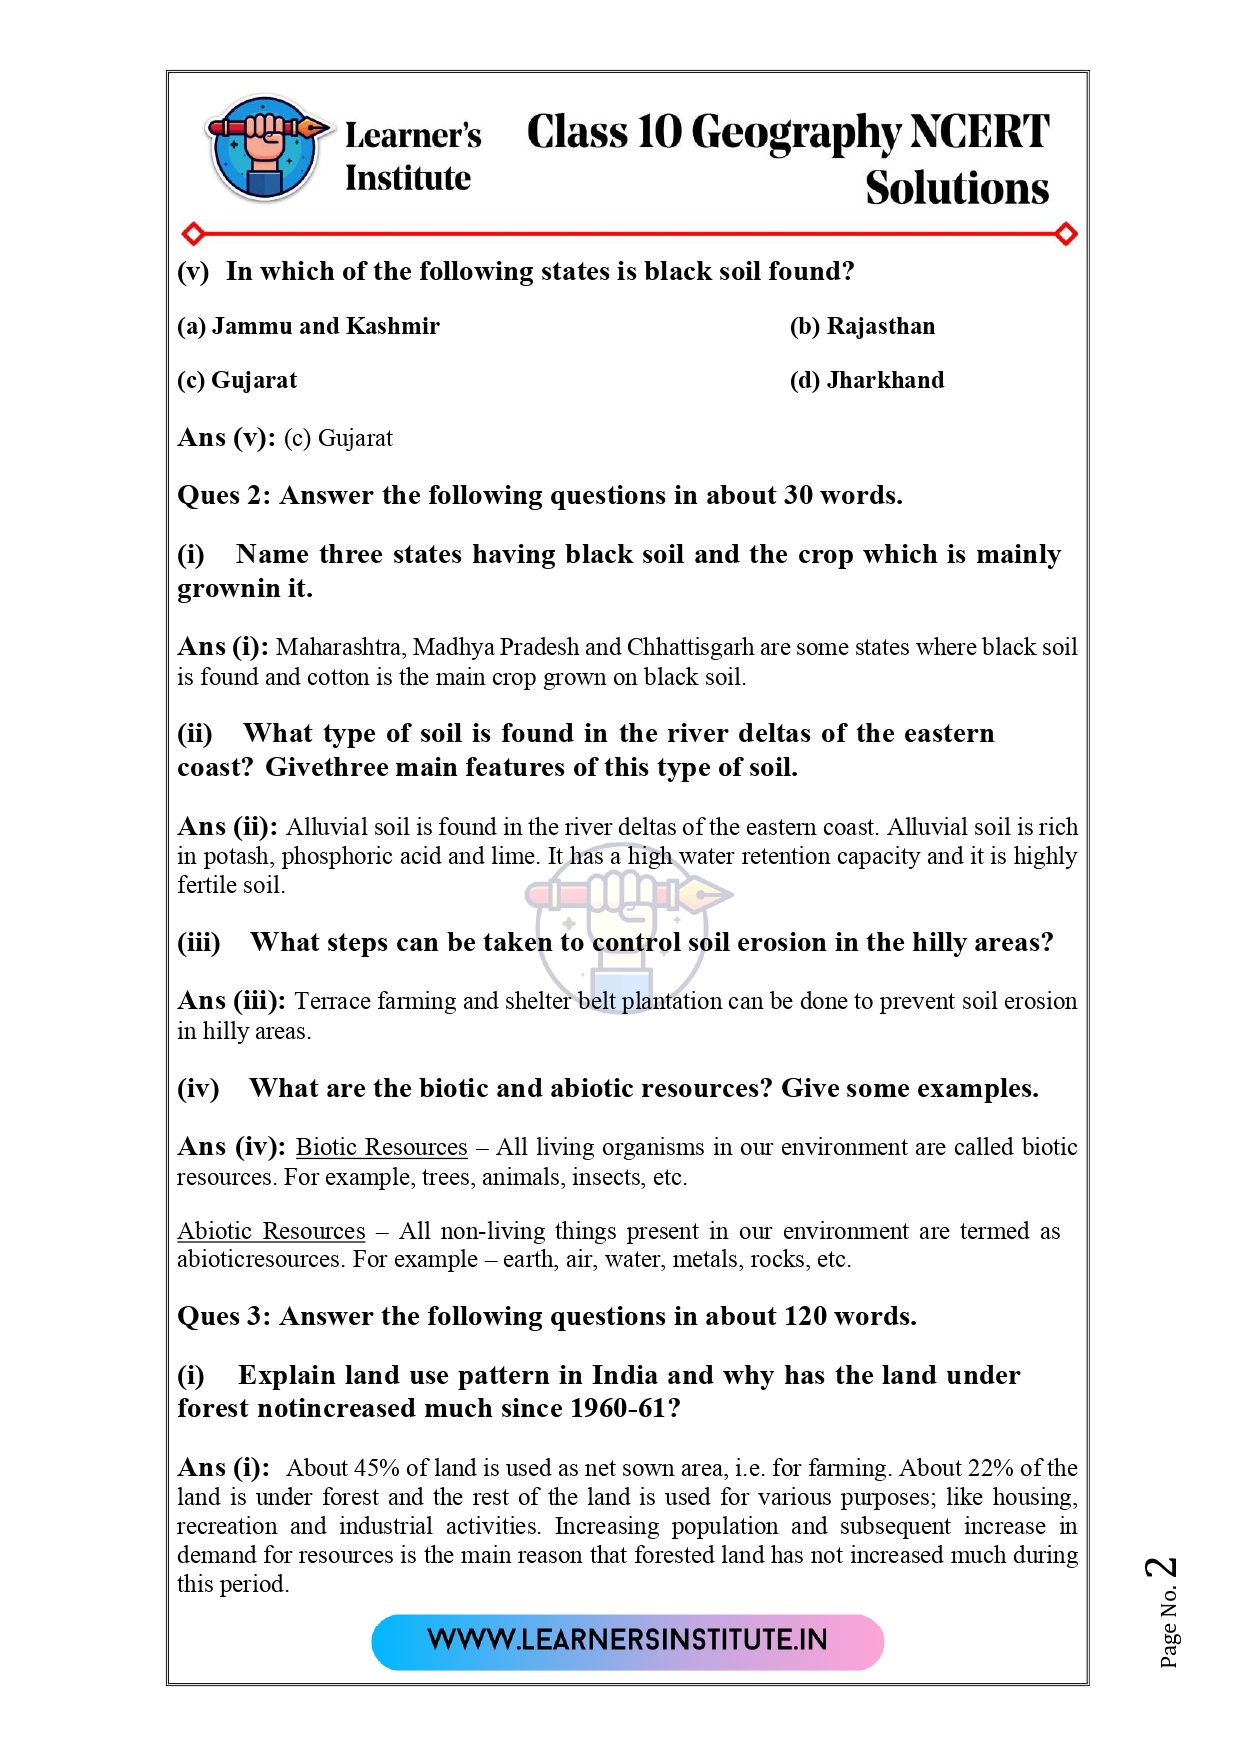 Learner's
Institute
Class 10 Geography NCERT
Solutions
(v) In which of the following states is black soil found?
(a) Jammu and Kashmir (b) Rajasthan
(c) Gujarat (d) Jharkhand
Ans (v): (c) Gujarat
Ques 2: Answer the following questions in about 30 words.
(i) Name three states having black soil and the crop which is mainly
grownin it.
Ans (i): Maharashtra, Madhya Pradesh and Chhattisgarh are some states where black soil
is found and cotton is the main crop grown on black soil.
(ii) What type of soil is found in the river deltas of the eastern
coast? Givethree main features of this type of soil.
Ans (ii): Alluvial soil is found in the river deltas of the eastern coast. Alluvial soil is rich
in potash, phosphoric acid and lime. It has a high water retention capacity and it is highly
fertile soil.
(iii) What steps can be taken to control soil erosion in the hilly areas?
Ans (iii): Terrace farming and shelter belt plantation can be done to prevent soil erosion
in hilly areas.
(iv) What are the biotic and abiotic resources? Give some examples.
Ans (iv): Biotic Resources – All living organisms in our environment are called biotic
resources. For example, trees, animals, insects, etc.
Abiotic Resources – All non-living things present in our environment are termed as
abioticresources. For example – earth, air, water, metals, rocks, etc.
Ques 3: Answer the following questions in about 120 words.
(i) Explain land use pattern in India and why has the land under
forest notincreased much since 1960-61?
Ans (i): About 45% of land is used as net sown area, i.e. for farming. About 22% of the
land is under forest and the rest of the land is used for various purposes; like housing,
recreation and industrial activities. Increasing population and subsequent increase in
demand for resources is the main reason that forested land has not increased much during
this period.
WWW.LEARNERSINSTITUTE.IN
Page No. 2